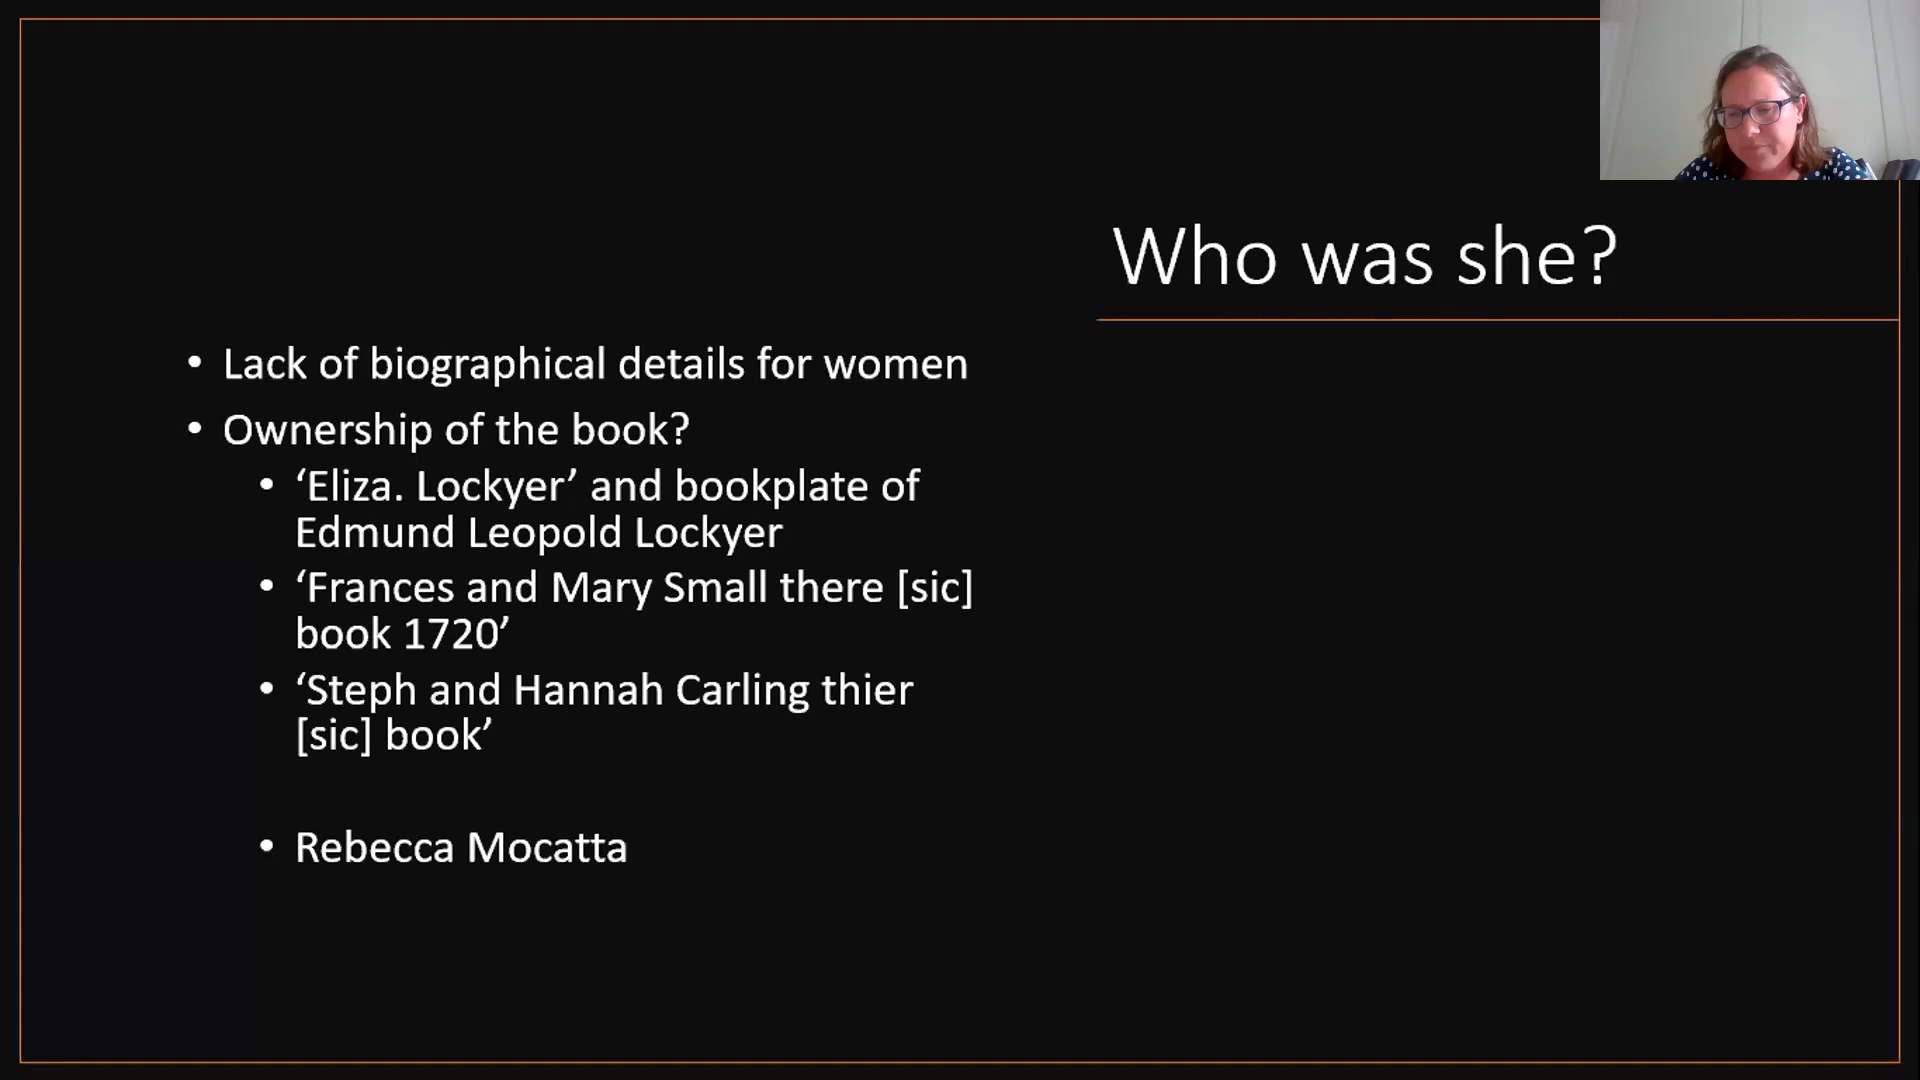 Who was she?
• Lack of biographical details for women
• Ownership of the book?
• ‘Eliza. Lockyer’ and bookplate of
Edmund Leopold Lockyer
• ‘Frances and Mary Small there [sic]
book 1720’
• ‘Steph and Hannah Carling thier
[sic] book’
• Rebecca Mocatta